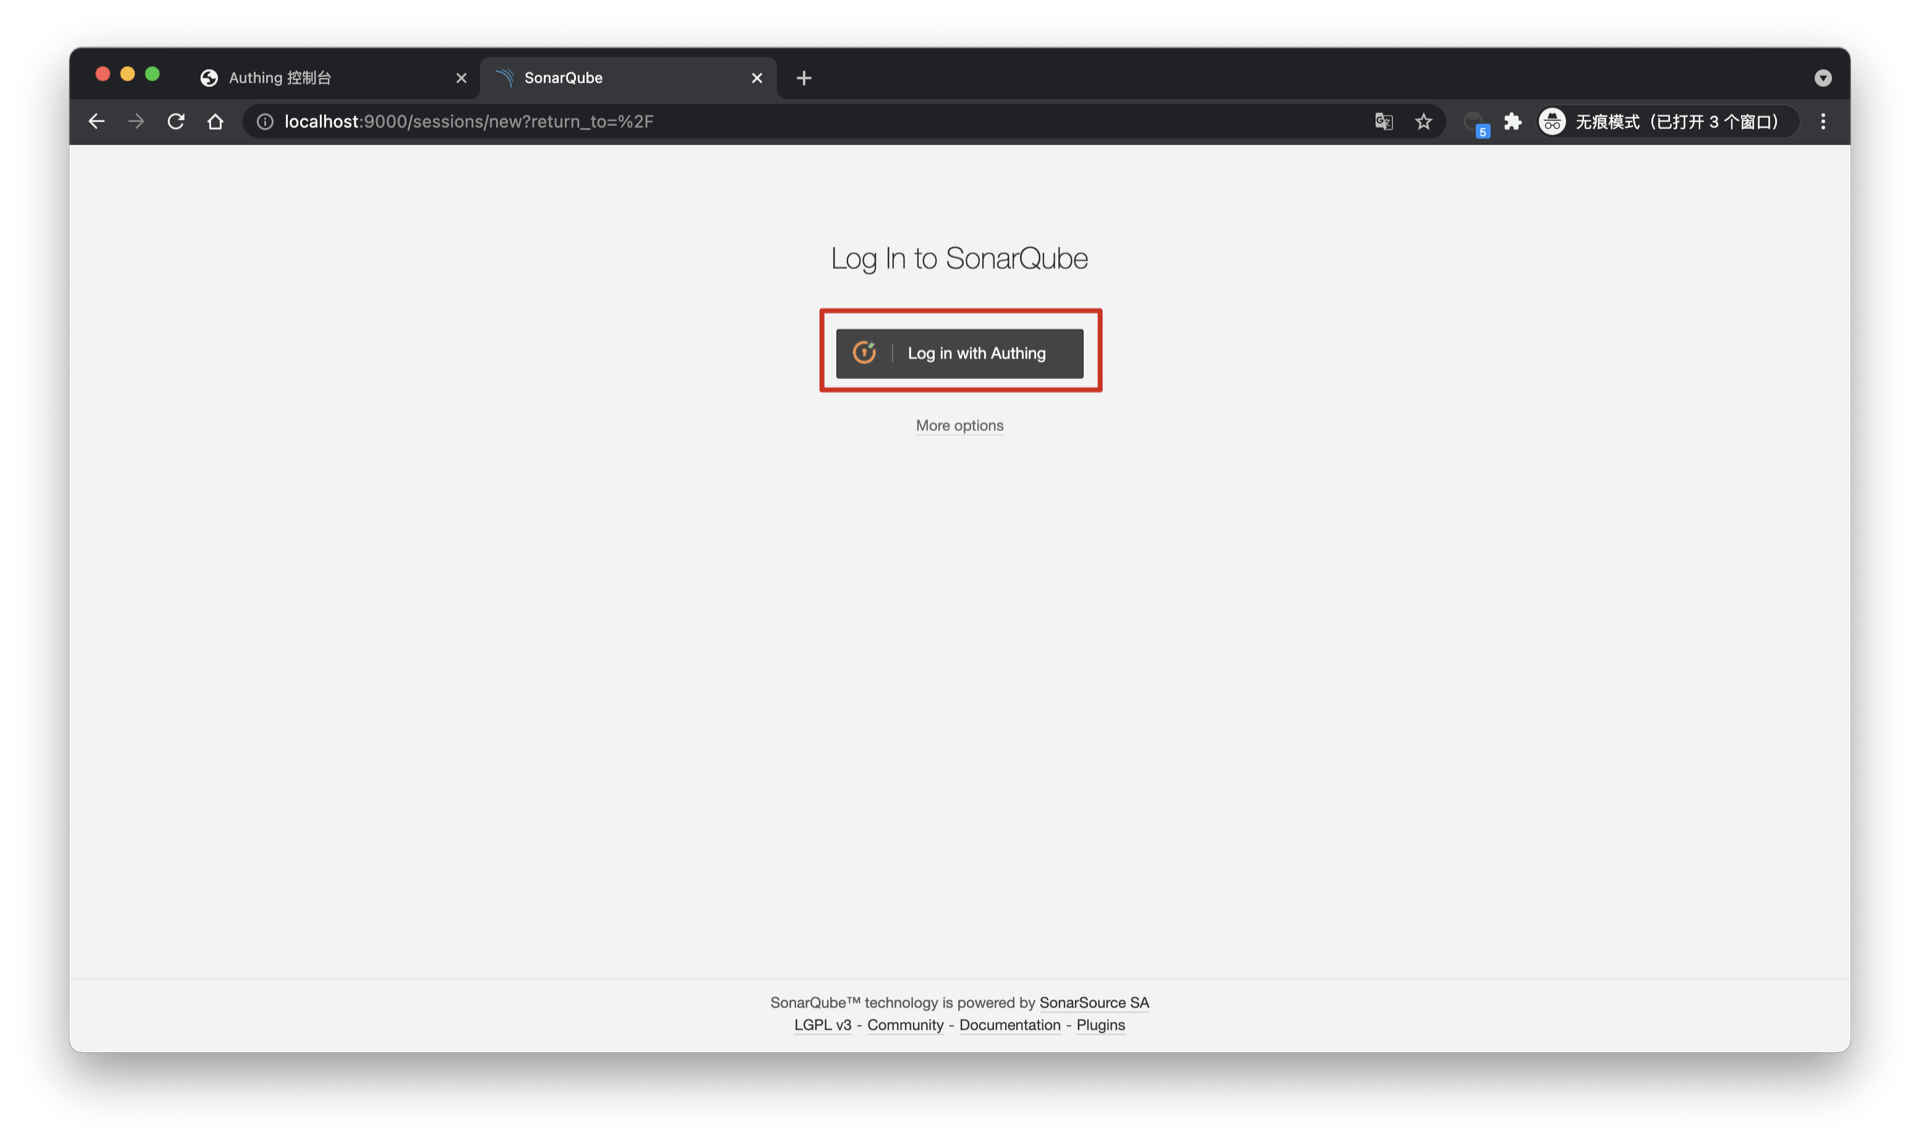 Authing 控制台
SonarQube
localhost:9000/sessions/new?return_to=%2F
5
无痕模式（已打开 3 个窗口）
Log In to SonarQube
Log in with Authing
More options
SonarQube™ technology is powered by SonarSource SA
LGPL v3 - Community - Documentation - Plugins